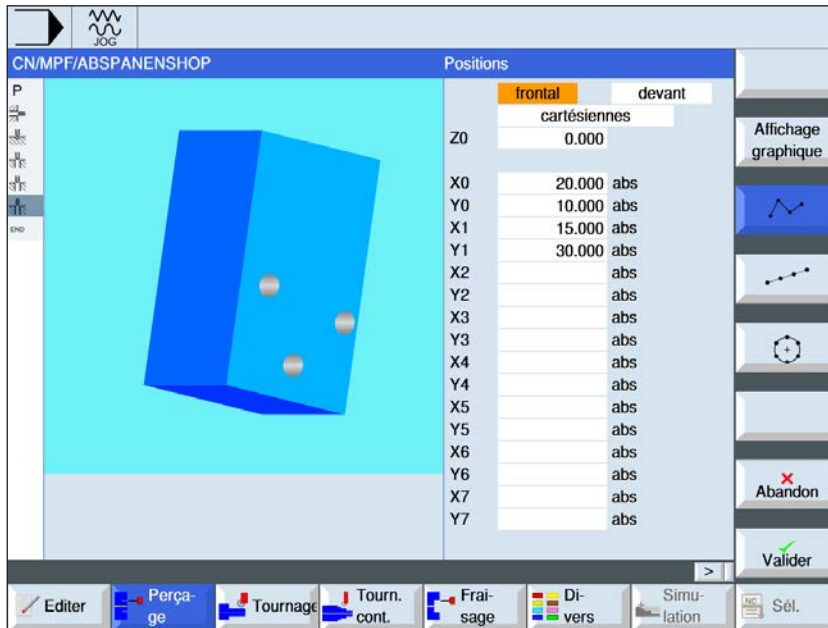 JOG
CN/MPF/ABSPANENSHOP
Positions
P
END
frontal devant
cartésiennes
Z0 0.000
X0 20.000 abs
Y0 10.000 abs
X1 15.000 abs
Y1 30.000 abs
X2 abs
Y2 abs
X3 abs
Y3 abs
X4 abs
Y4 abs
X5 abs
Y5 abs
X6 abs
Y6 abs
X7 abs
Y7 abs
>
Affichage
graphique
Abandon
Valider
Editer
Perça-
ge
Tournage
Tourn.
cont.
Frai-
sage
Di-
vers
Simu-
lation
NC
Sél.